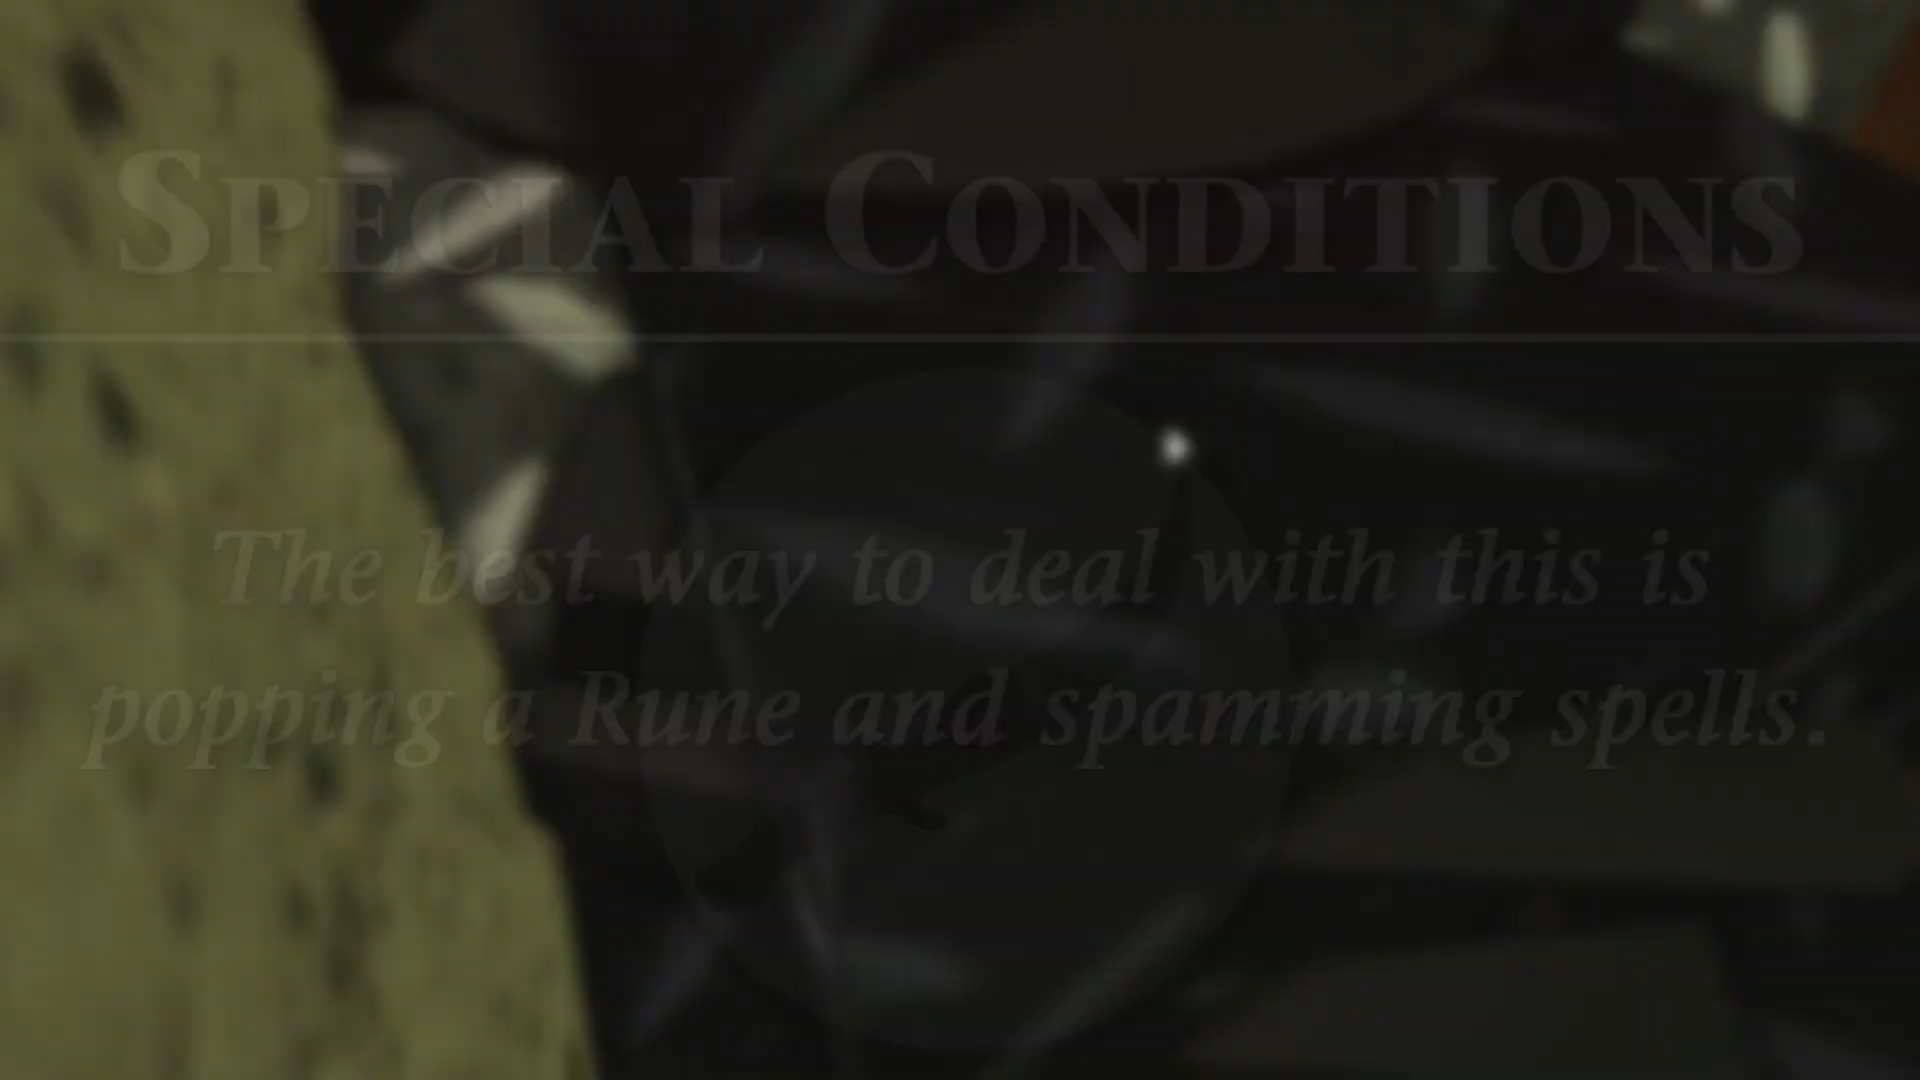 SPECIAL CONDITIONS
The best way to deal with this is
popping a Rune and spamming spells.